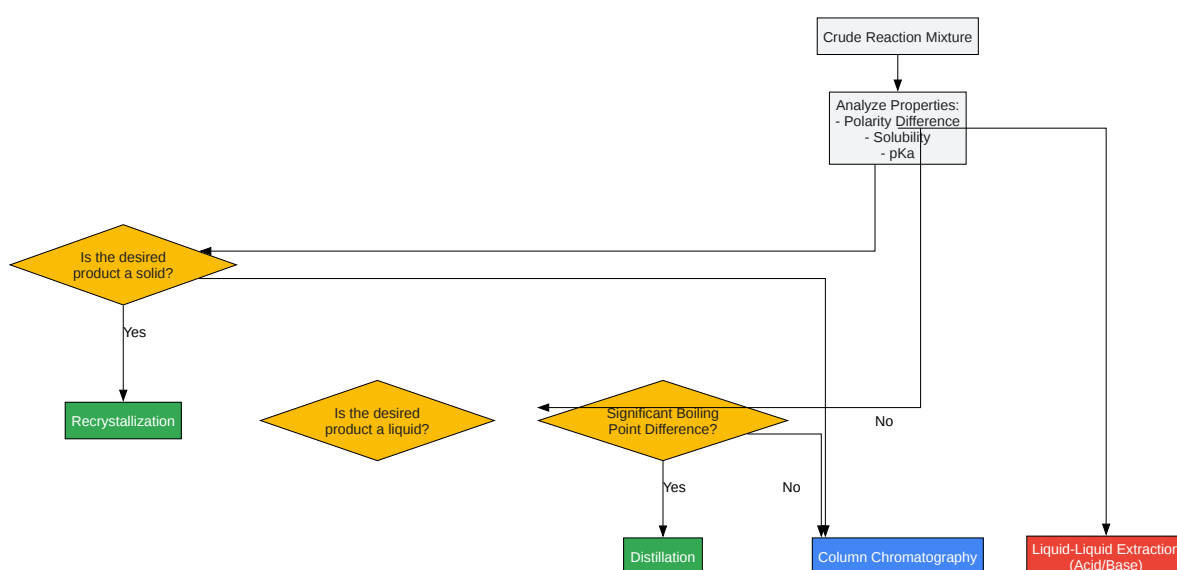 Crude Reaction Mixture
Analyze Properties:
- Polarity Difference
- Solubility
- pKa
Is the desired
product a solid?
Yes
Recrystallization
Is the desired
product a liquid?
Significant Boiling
Point Difference?
No
Yes
No
Distillation
Column Chromatography
Liquid-Liquid Extraction
(Acid/Base)